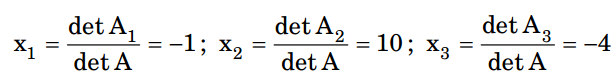 x₁ = det A₁ / det A = –1 ; x₂ = det A₂ / det A = 10 ; x₃ = det A₃ / det A = –4